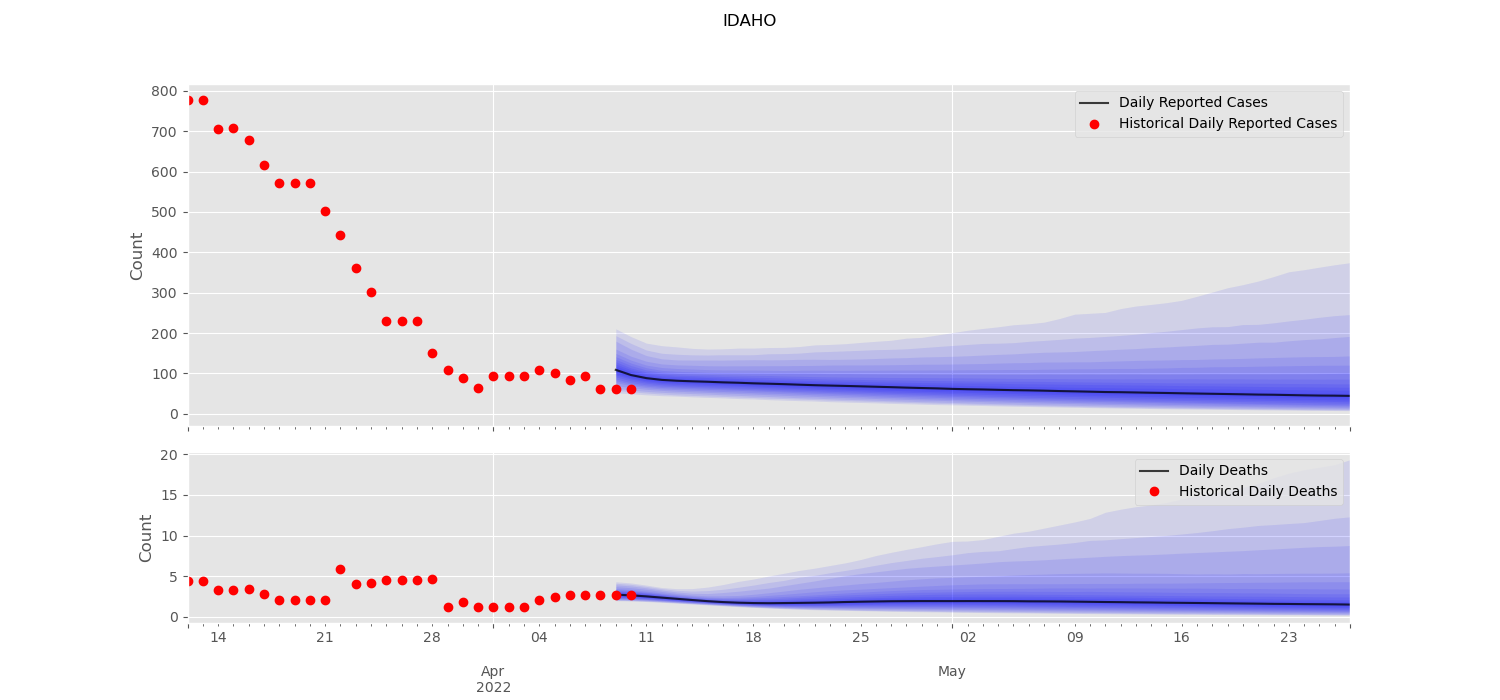 IDAHO
800
700
600
500
400
300
200
100
0
Count
Daily Reported Cases
Historical Daily Reported Cases
20
15
10
5
0
Count
Daily Deaths
Historical Daily Deaths
14 21 28 04 11 18 25 02 09 16 23
Apr May
2022